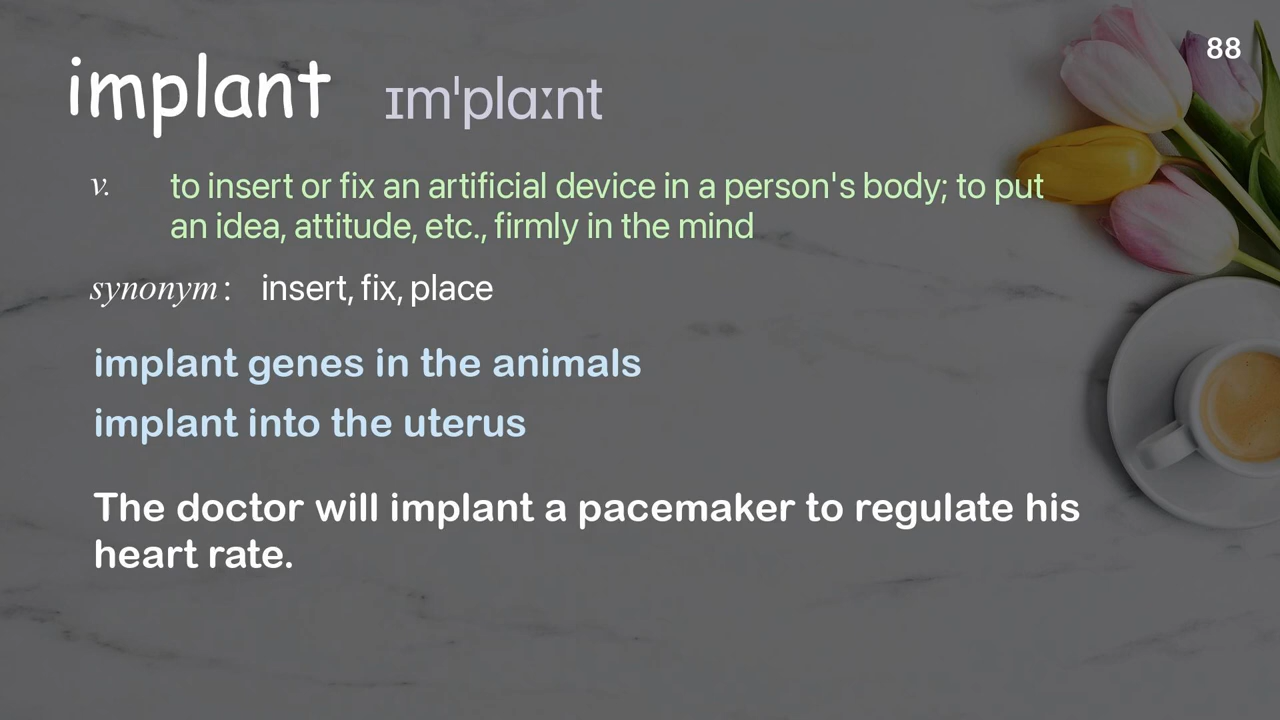 88
implant ɪmˈplɑːnt
v. to insert or fix an artificial device in a person's body; to put
an idea, attitude, etc., firmly in the mind
synonym : insert, fix, place
implant genes in the animals
implant into the uterus
The doctor will implant a pacemaker to regulate his
heart rate.